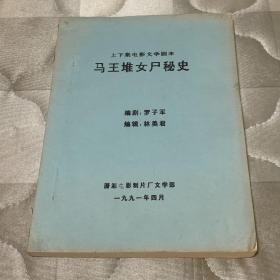 上下集电影文学剧本
马王堆女尸秘史
编剧：罗子军
编辑：林美君
潇湘电影制片厂文学部
一九九一年四月